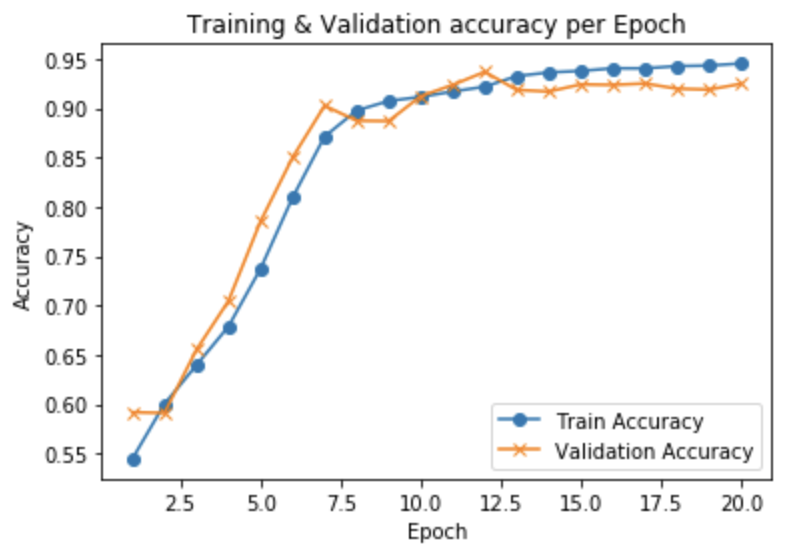 Training & Validation accuracy per Epoch
0.95
0.90
0.85
0.80
0.75
0.70
0.65
0.60
0.55
Accuracy
Train Accuracy
Validation Accuracy
2.5 5.0 7.5 10.0 12.5 15.0 17.5 20.0
Epoch